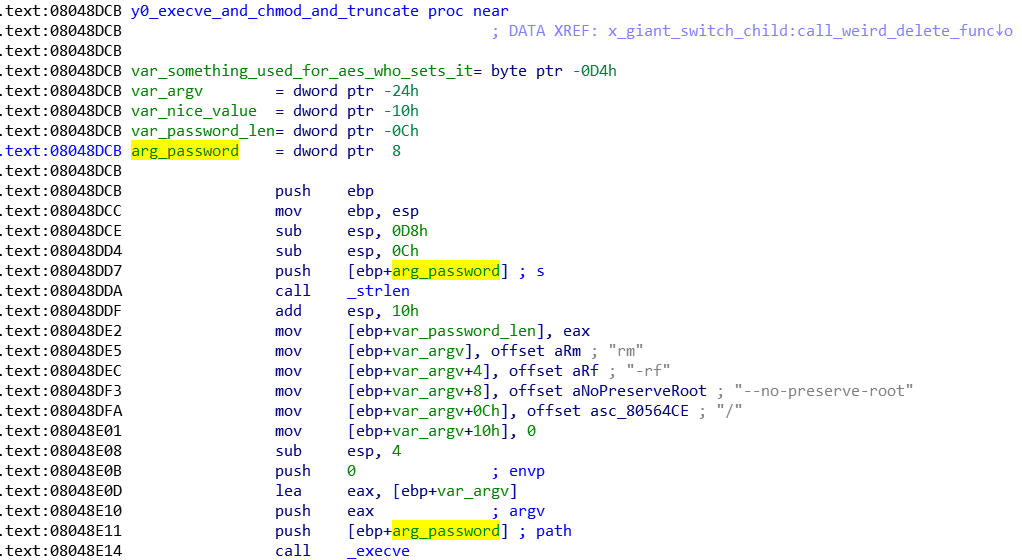 .text:08048DCB y0_execve_and_chmod_and_truncate proc near
.text:08048DCB ; DATA XREF: x_giant_switch_child:call_weird_delete_func↓o
.text:08048DCB
.text:08048DCB var_something_used_for_aes_who_sets_it= byte ptr -0D4h
.text:08048DCB var_argv = dword ptr -24h
.text:08048DCB var_nice_value = dword ptr -10h
.text:08048DCB var_password_len= dword ptr -0Ch
.text:08048DCB arg_password = dword ptr 8
.text:08048DCB
.text:08048DCB push ebp
.text:08048DCC mov ebp, esp
.text:08048DCE sub esp, 0D8h
.text:08048DD4 sub esp, 0Ch
.text:08048DD7 push [ebp+arg_password] ; s
.text:08048DDA call _strlen
.text:08048DDF add esp, 10h
.text:08048DE2 mov [ebp+var_password_len], eax
.text:08048DE5 mov [ebp+var_argv], offset aRm ; "rm"
.text:08048DEC mov [ebp+var_argv+4], offset aRf ; "-rf"
.text:08048DF3 mov [ebp+var_argv+8], offset aNoPreserveRoot ; "--no-preserve-root"
.text:08048DFA mov [ebp+var_argv+0Ch], offset asc_80564CE ; "/"
.text:08048E01 mov [ebp+var_argv+10h], 0
.text:08048E08 sub esp, 4
.text:08048E0B push 0 ; envp
.text:08048E0D lea eax, [ebp+var_argv]
.text:08048E10 push eax ; argv
.text:08048E11 push [ebp+arg_password] ; path
.text:08048E14 call _execve